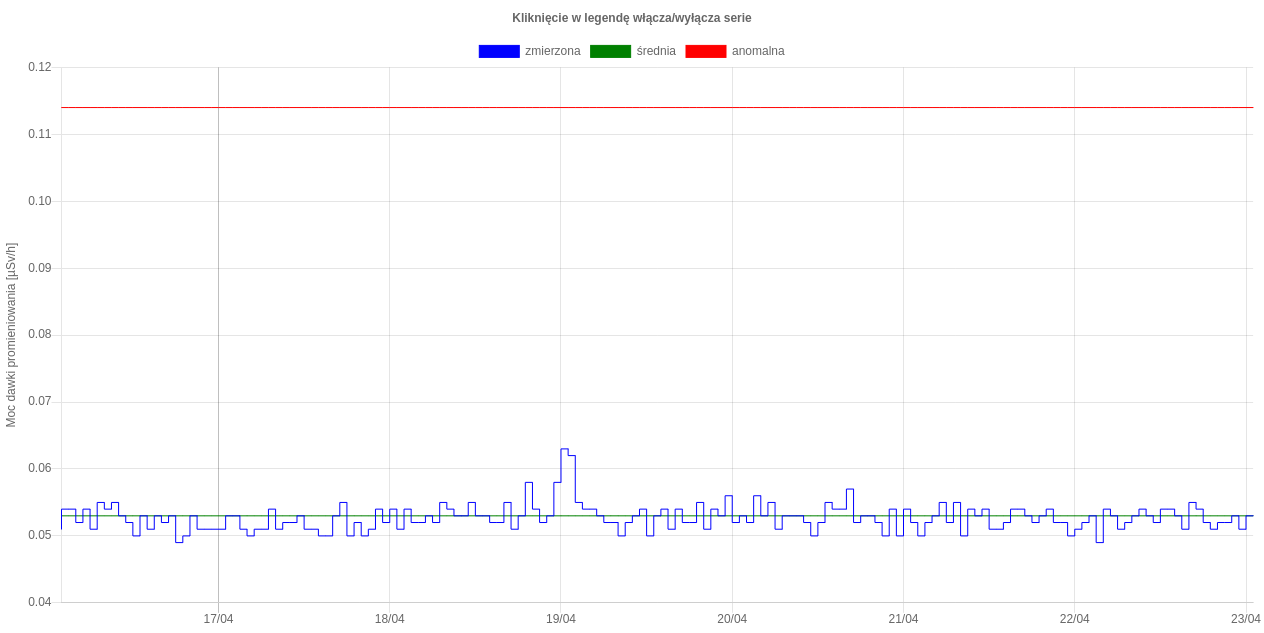 Kliknięcie w legendę włącza/wyłącza serie
zmierzona średnia anomalna
Moc dawki promieniowania [µSv/h]
0.12
0.11
0.10
0.09
0.08
0.07
0.06
0.05
0.04
17/04 18/04 19/04 20/04 21/04 22/04 23/04